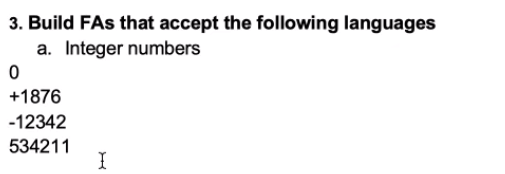 3. Build FAs that accept the following languages
a. Integer numbers
0
+1876
-12342
534211